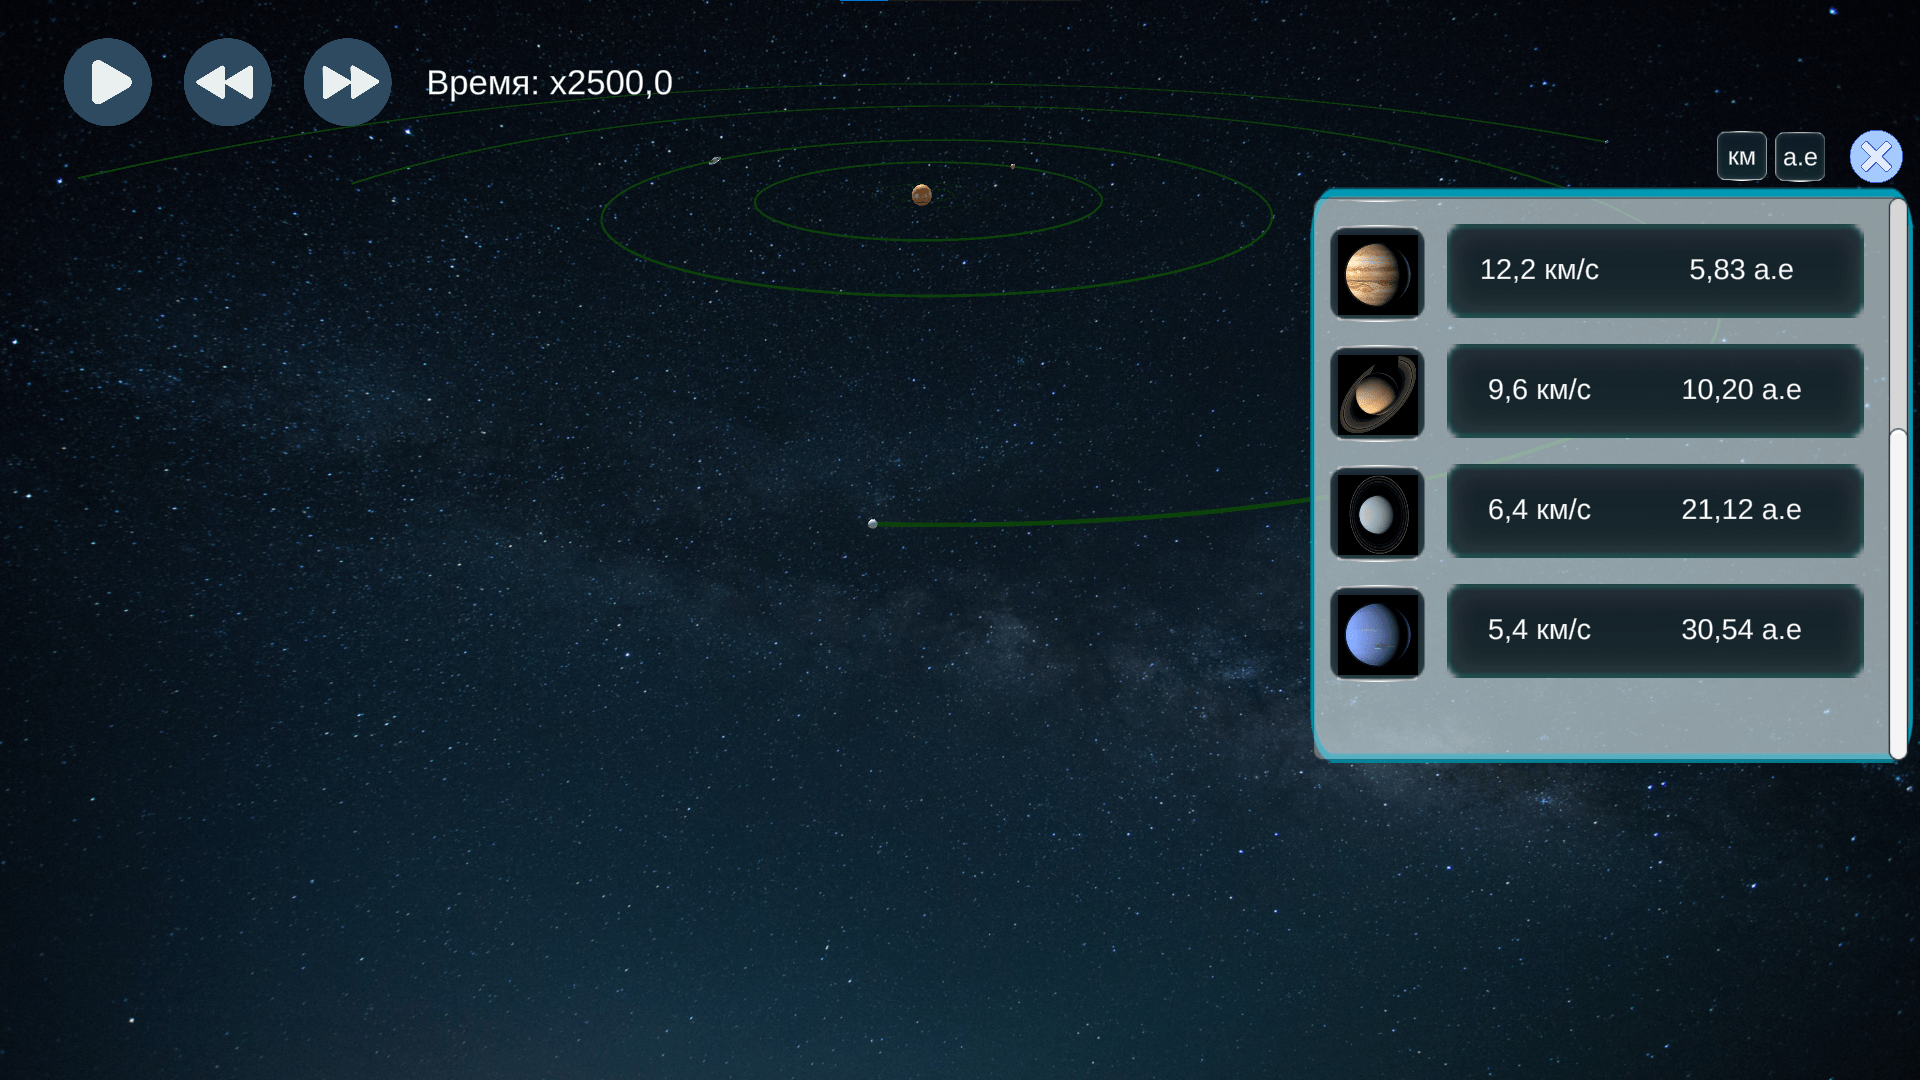 Время: x2500,0
км а.е
12,2 км/с 5,83 а.е
9,6 км/с 10,20 а.е
6,4 км/с 21,12 а.е
5,4 км/с 30,54 а.е